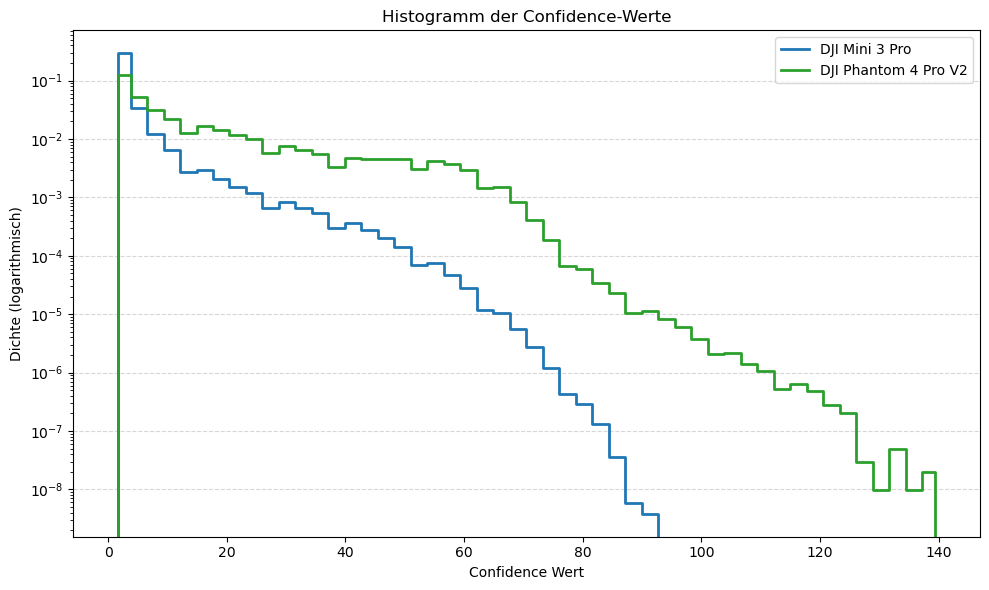 Histogramm der Confidence-Werte
DJI Mini 3 Pro
DJI Phantom 4 Pro V2
Dichte (logarithmisch)
10⁻¹
10⁻²
10⁻³
10⁻⁴
10⁻⁵
10⁻⁶
10⁻⁷
10⁻⁸
0 20 40 60 80 100 120 140
Confidence Wert